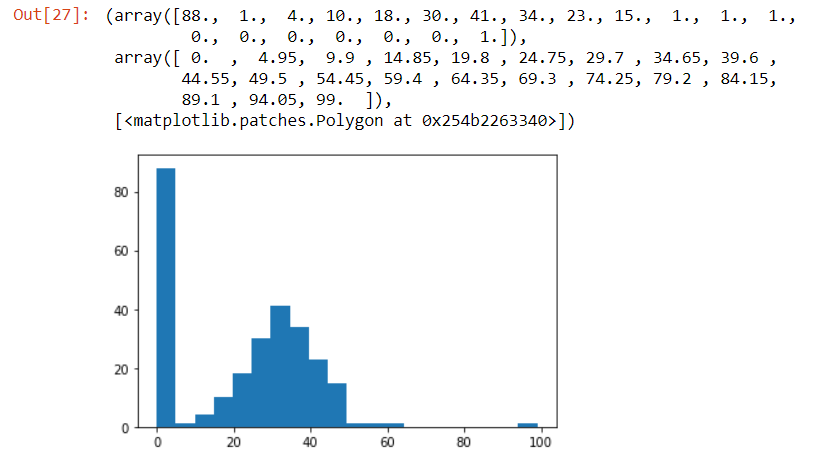 Out[27]: (array([88., 1., 4., 10., 18., 30., 41., 34., 23., 15., 1., 1., 1.,
0., 0., 0., 0., 0., 0., 1.]),
array([ 0. , 4.95, 9.9 , 14.85, 19.8 , 24.75, 29.7 , 34.65, 39.6 ,
44.55, 49.5 , 54.45, 59.4 , 64.35, 69.3 , 74.25, 79.2 , 84.15,
89.1 , 94.05, 99. ]),
[<matplotlib.patches.Polygon at 0x254b2263340>])
80
60
40
20
0
0 20 40 60 80 100